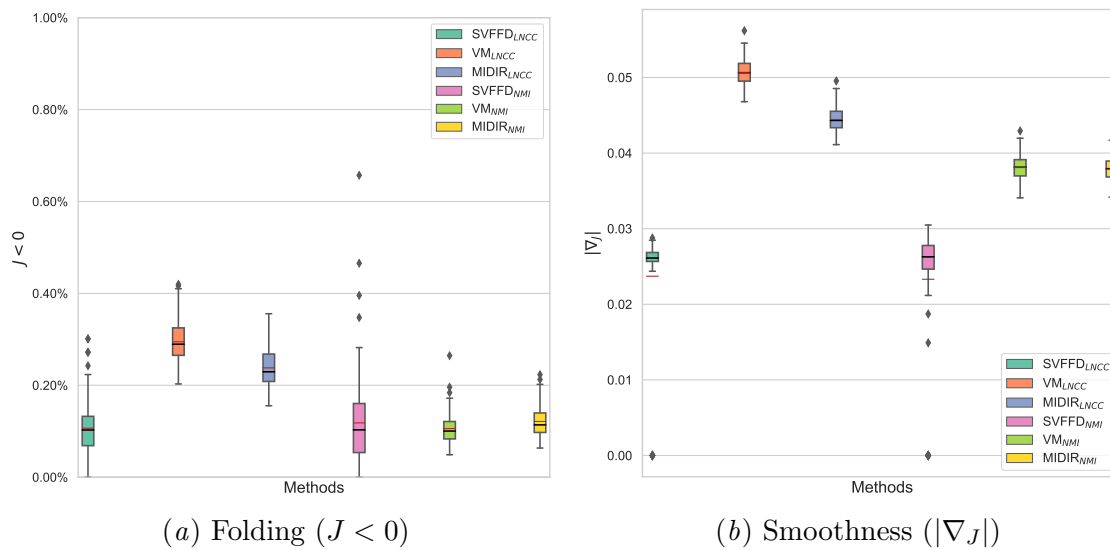 1.00%
0.80%
0.60%
0.40%
0.20%
0.00%
J < 0
SVFFD_LNCC
VM_LNCC
MIDIR_LNCC
SVFFD_NMI
VM_NMI
MIDIR_NMI
Methods
(a) Folding (J < 0)
0.05
0.04
0.03
0.02
0.01
0.00
|∇_J|
SVFFD_LNCC
VM_LNCC
MIDIR_LNCC
SVFFD_NMI
VM_NMI
MIDIR_NMI
Methods
(b) Smoothness (|∇_J|)